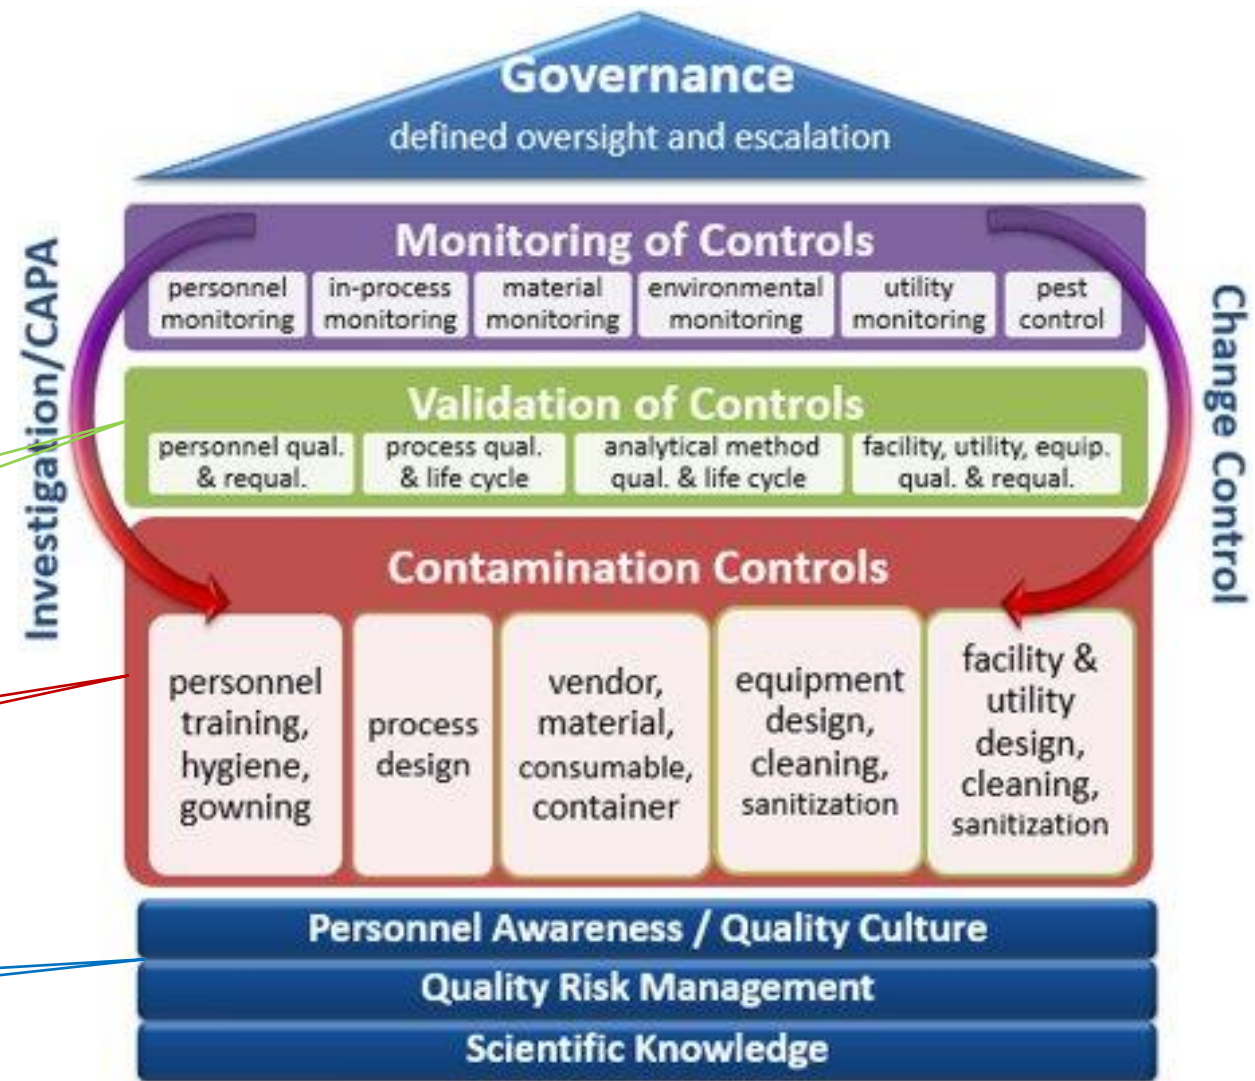 Governance
defined oversight and escalation
Investigation/CAPA
Change Control
Monitoring of Controls
personnel
monitoring
in-process
monitoring
material
monitoring
environmental
monitoring
utility
monitoring
pest
control
Validation of Controls
personnel qual.
& requal.
process qual.
& life cycle
analytical method
qual. & life cycle
facility, utility, equip.
qual. & requal.
Contamination Controls
personnel
training,
hygiene,
gowning
process
design
vendor,
material,
consumable,
container
equipment
design,
cleaning,
sanitization
facility &
utility
design,
cleaning,
sanitization
Personnel Awareness / Quality Culture
Quality Risk Management
Scientific Knowledge